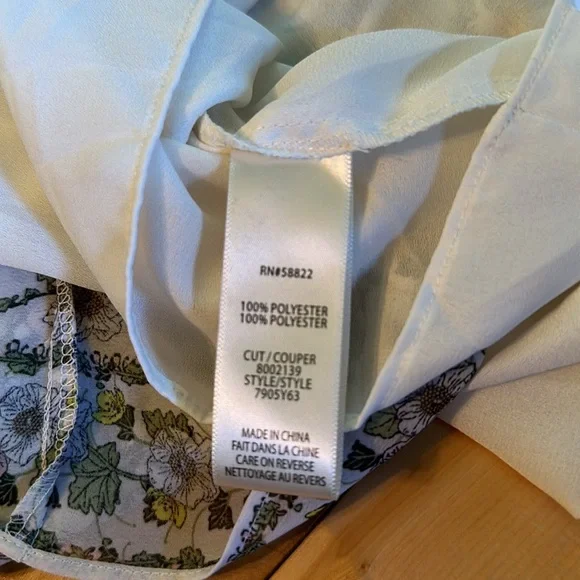 RN#58822
100% POLYESTER
100% POLYESTER
CUT/COUPER
8002139
STYLE/STYLE
7905Y63
MADE IN CHINA
FAIT DANS LA CHINE
CARE ON REVERSE
NETTOYAGE AU REVERS